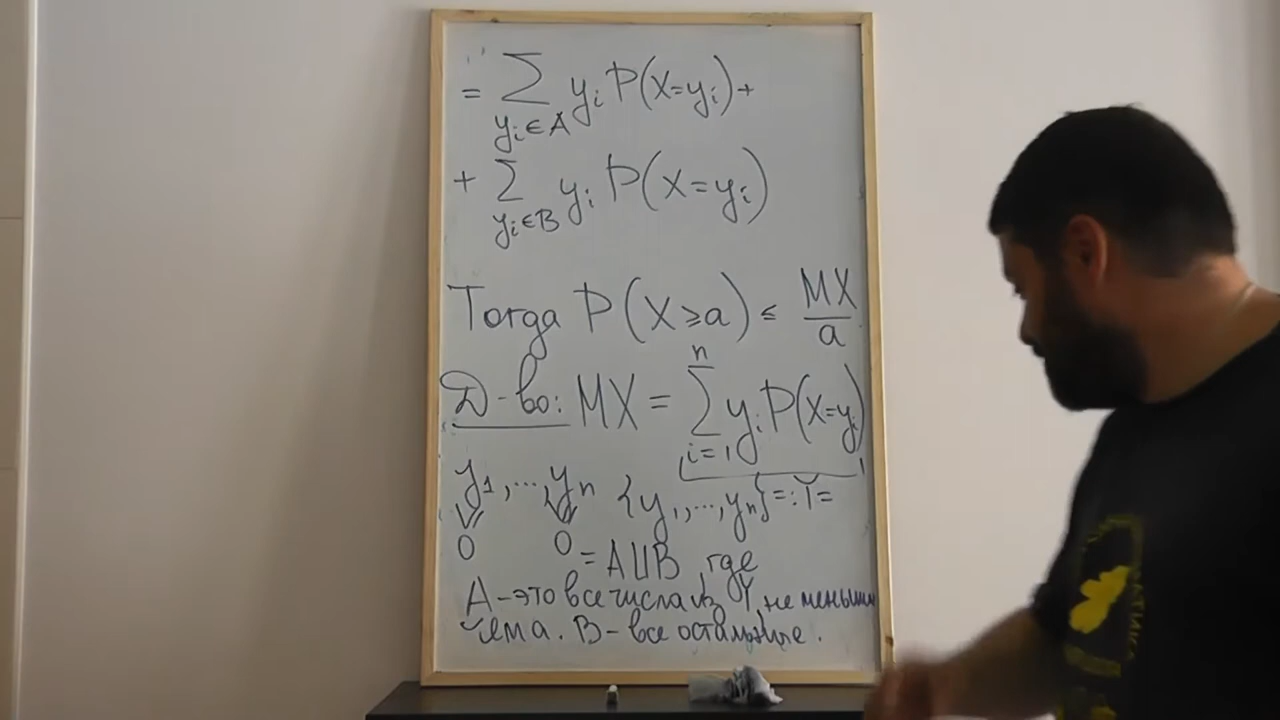 = ∑ yᵢ P(X=yᵢ) +
yᵢ∈A
+ ∑ yᵢ P(X=yᵢ)
yᵢ∈B
Тогда P(X⩾a) ≤ MX/a
n
Д-во: MX = ∑ yᵢ P(X=yᵢ)
i=1
y₁,...,yₙ {y₁,...,yₙ}=:Y=
0 0 = A⊔B, где
A-это все числа из Y, не меньшие
чем a. B-все остальные.